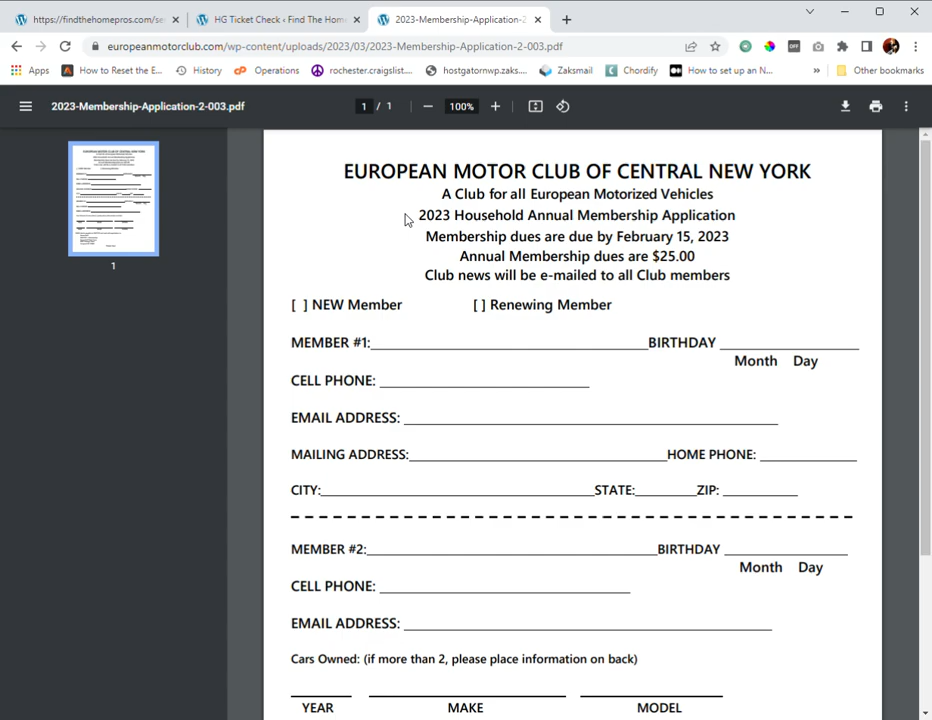 https://findthehomepros.com/se
HG Ticket Check ‹ Find The Home
2023-Membership-Application-2-
europeanmotorclub.com/wp-content/uploads/2023/03/2023-Membership-Application-2-003.pdf
Apps
How to Reset the E...
History
Operations
rochester.craigslist....
hostgatornwp.zaks....
Zaksmail
Chordify
How to set up an N...
»
Other bookmarks
2023-Membership-Application-2-003.pdf
1 / 1
100%
1
EUROPEAN MOTOR CLUB OF CENTRAL NEW YORK
A Club for all European Motorized Vehicles
2023 Household Annual Membership Application
Membership dues are due by February 15, 2023
Annual Membership dues are $25.00
Club news will be e-mailed to all Club members
[ ] NEW Member [ ] Renewing Member
MEMBER #1: BIRTHDAY
Month Day
CELL PHONE:
EMAIL ADDRESS:
MAILING ADDRESS: HOME PHONE:
CITY: STATE: ZIP:
MEMBER #2: BIRTHDAY
Month Day
CELL PHONE:
EMAIL ADDRESS:
Cars Owned: (if more than 2, please place information on back)
YEAR MAKE MODEL